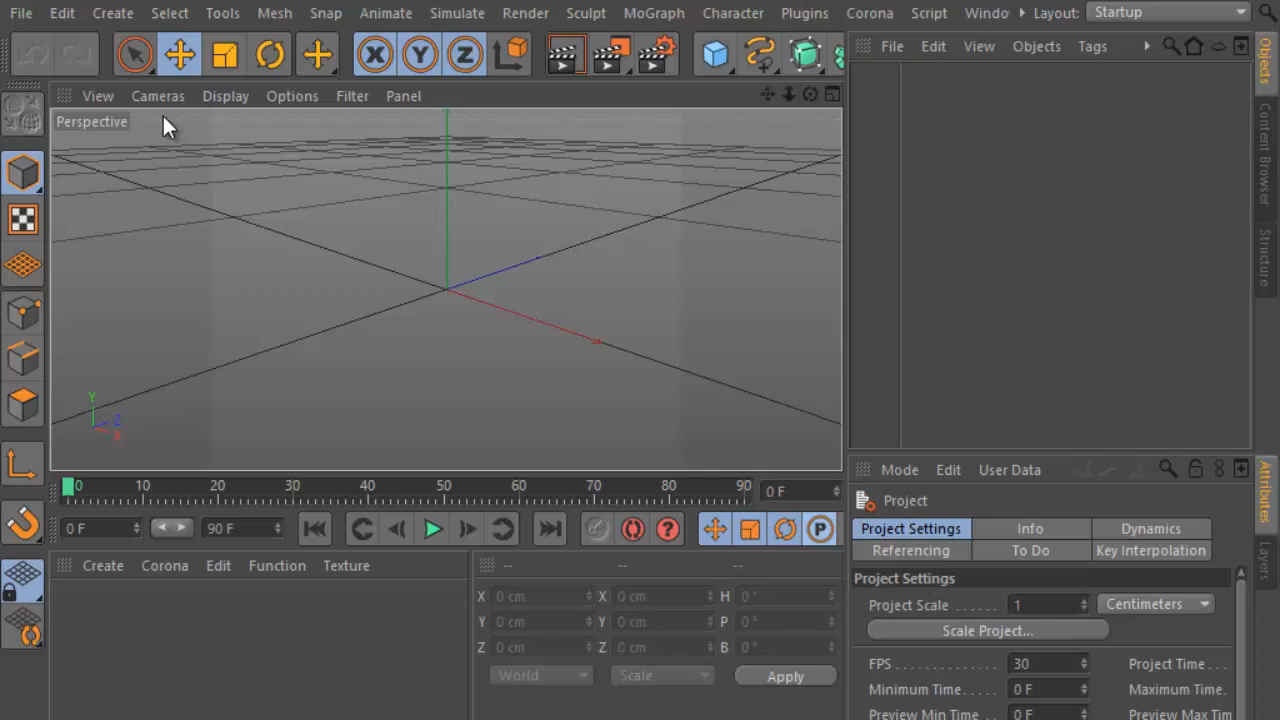 File Edit Create Select Tools Mesh Snap Animate Simulate Render Sculpt MoGraph Character Plugins Corona Script Windo Layout: Startup
X Y Z
File Edit View Objects Tags
View Cameras Display Options Filter Panel
Perspective
Objects
Content Browser
Structure
Y
Z
X
0 10 20 30 40 50 60 70 80 90 0 F
0 F 90 F ? P
Mode Edit User Data
Attributes
Layers
Project
Project Settings Info Dynamics
Referencing To Do Key Interpolation
Project Settings
Project Scale ...... 1 Centimeters
Scale Project...
FPS .............. 30 Project Time ...
Minimum Time...... 0 F Maximum Time.
Preview Min Time 0 F Preview Max Tim
Create Corona Edit Function Texture
-- -- --
X 0 cm X 0 cm H 0 °
Y 0 cm Y 0 cm P 0 °
Z 0 cm Z 0 cm B 0 °
World Scale Apply